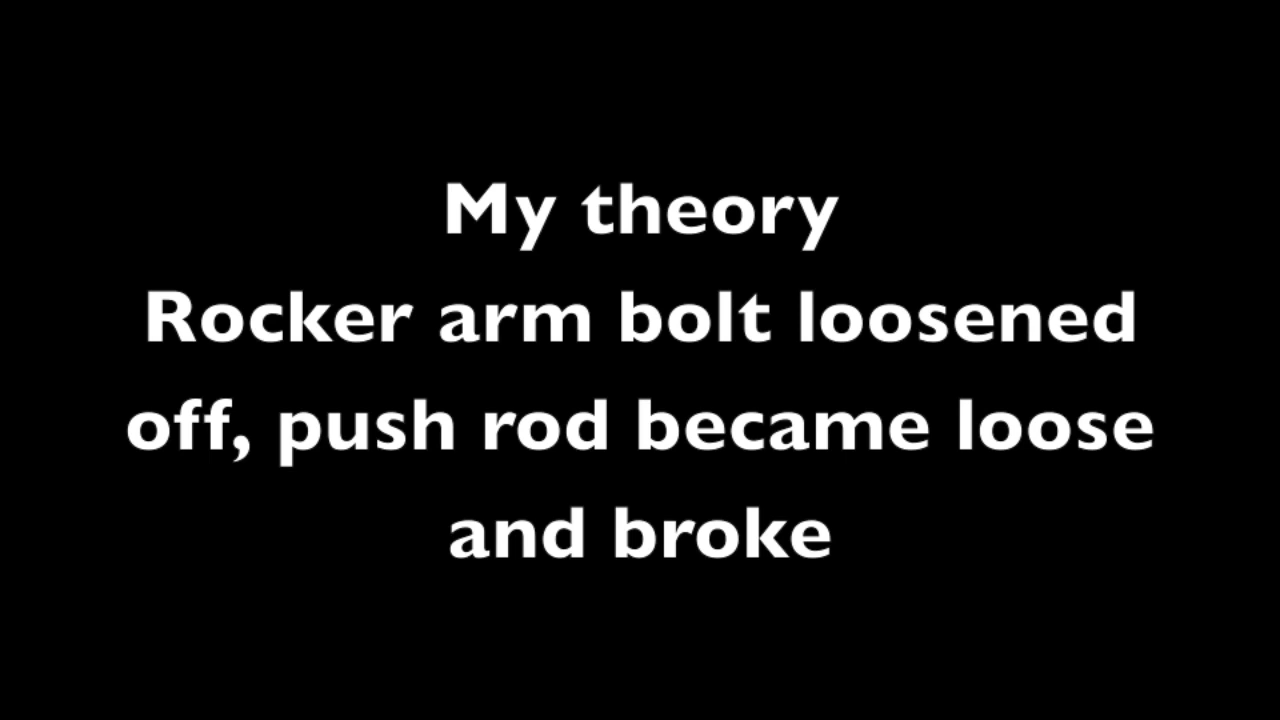 My theory
Rocker arm bolt loosened
off, push rod became loose
and broke